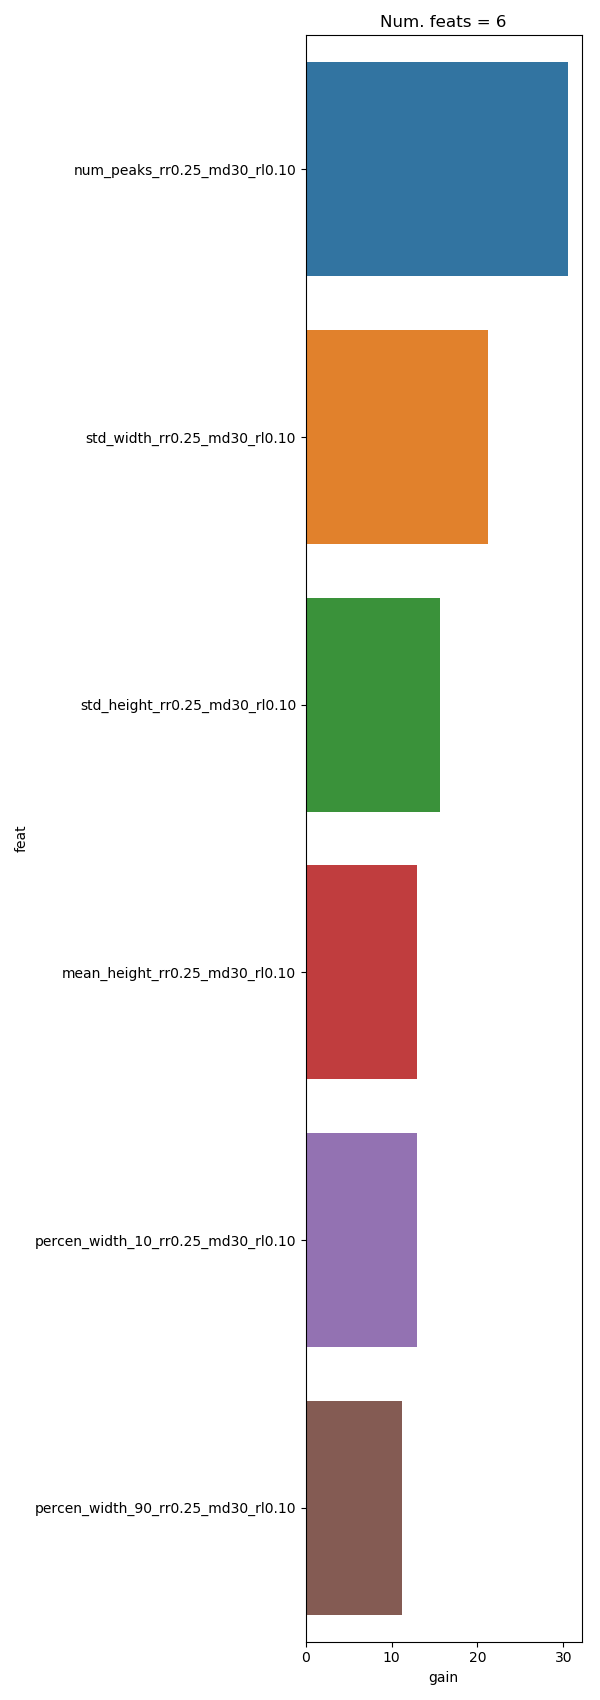 Num. feats = 6
num_peaks_rr0.25_md30_rl0.10
std_width_rr0.25_md30_rl0.10
std_height_rr0.25_md30_rl0.10
feat
mean_height_rr0.25_md30_rl0.10
percen_width_10_rr0.25_md30_rl0.10
percen_width_90_rr0.25_md30_rl0.10
0 10 20 30
gain